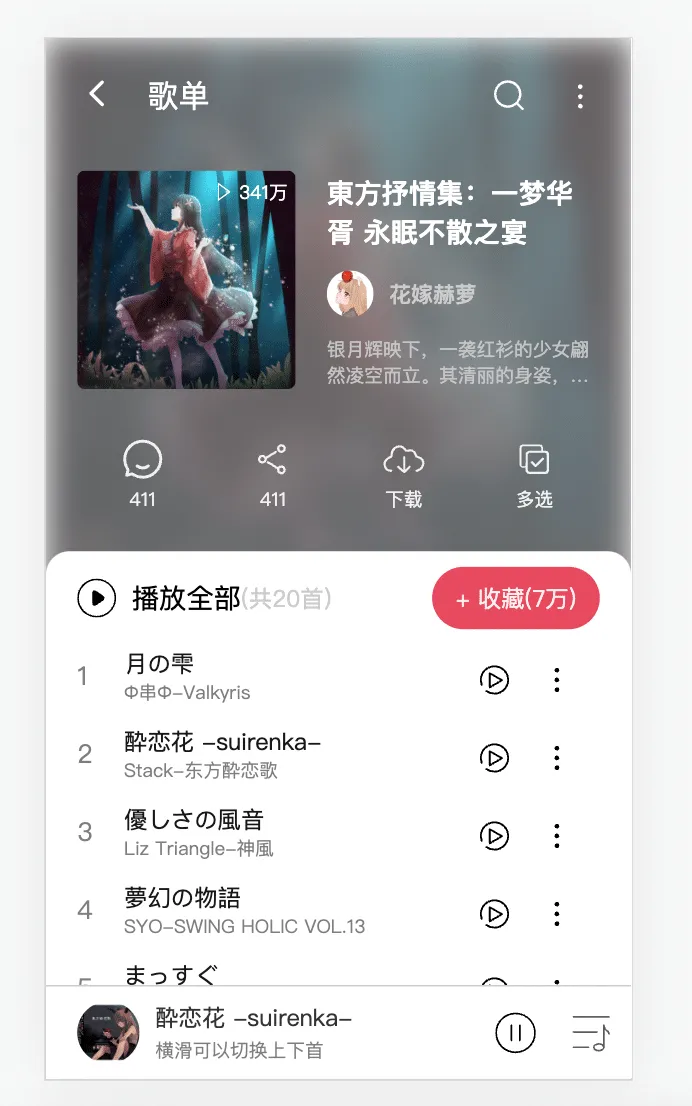 歌单
341万
東方抒情集：一梦华
胥 永眠不散之宴
花嫁赫萝
银月辉映下，一袭红衫的少女翩
然凌空而立。其清丽的身姿，...
411
411
下载
多选
播放全部(共20首)
+ 收藏(7万)
1
月の雫
Φ串Φ–Valkyris
2
酔恋花 –suirenka–
Stack–东方酔恋歌
3
優しさの風音
Liz Triangle–神風
4
夢幻の物語
SYO–SWING HOLIC VOL.13
5
まっすぐ
酔恋花 –suirenka–
横滑可以切换上下首